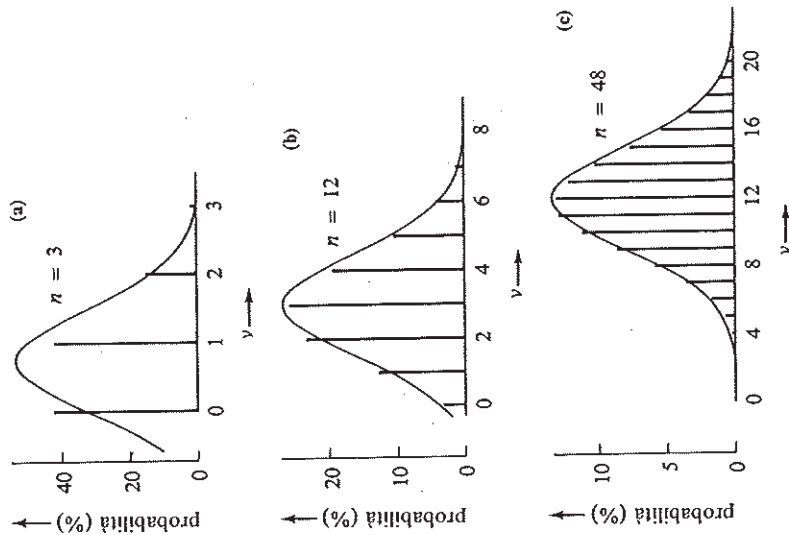 (a)
n = 3
probabilità (%)
40
20
0
0 1 2 3
ν
(b)
n = 12
probabilità (%)
20
10
0
0 2 4 6 8
ν
(c)
n = 48
probabilità (%)
10
5
0
0 4 8 12 16 20
ν